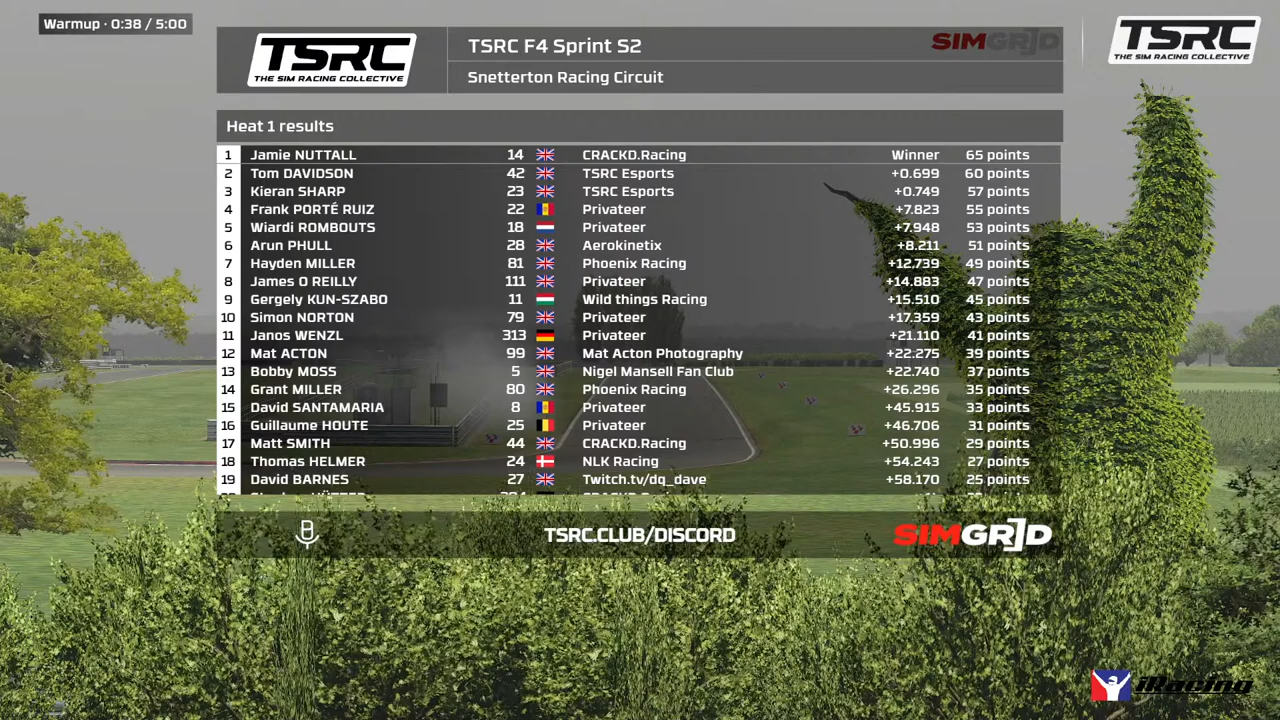 Warmup · 0:38 / 5:00
TSRC
THE SIM RACING COLLECTIVE
TSRC F4 Sprint S2
SIMGRID
Snetterton Racing Circuit
TSRC
THE SIM RACING COLLECTIVE
Heat 1 results
1 Jamie NUTTALL 14 CRACKD.Racing Winner 65 points
2 Tom DAVIDSON 42 TSRC Esports +0.699 60 points
3 Kieran SHARP 23 TSRC Esports +0.749 57 points
4 Frank PORTÉ RUIZ 22 Privateer +7.823 55 points
5 Wiardi ROMBOUTS 18 Privateer +7.948 53 points
6 Arun PHULL 28 Aerokinetix +8.211 51 points
7 Hayden MILLER 81 Phoenix Racing +12.739 49 points
8 James O REILLY 111 Privateer +14.883 47 points
9 Gergely KUN-SZABO 11 Wild things Racing +15.510 45 points
10 Simon NORTON 79 Privateer +17.359 43 points
11 Janos WENZL 313 Privateer +21.110 41 points
12 Mat ACTON 99 Mat Acton Photography +22.275 39 points
13 Bobby MOSS 5 Nigel Mansell Fan Club +22.740 37 points
14 Grant MILLER 80 Phoenix Racing +26.296 35 points
15 David SANTAMARIA 8 Privateer +45.915 33 points
16 Guillaume HOUTE 25 Privateer +46.706 31 points
17 Matt SMITH 44 CRACKD.Racing +50.996 29 points
18 Thomas HELMER 24 NLK Racing +54.243 27 points
19 David BARNES 27 Twitch.tv/dq_dave +58.170 25 points
TSRC.CLUB/DISCORD
SIMGRID
iRacing